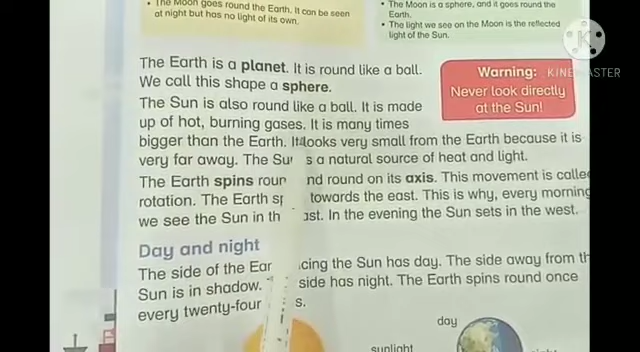 The Moon goes round the Earth. It can be seen
at night but has no light of its own.
The Moon is a sphere, and it goes round the
Earth.
The light we see on the Moon is the reflected
light of the Sun.
KINEMASTER
The Earth is a planet. It is round like a ball.
We call this shape a sphere.
Warning:
Never look directly
at the Sun!
The Sun is also round like a ball. It is made
up of hot, burning gases. It is many times
bigger than the Earth. It looks very small from the Earth because it is
very far away. The Su s a natural source of heat and light.
The Earth spins roun nd round on its axis. This movement is calle
rotation. The Earth sp towards the east. This is why, every morning
we see the Sun in th ast. In the evening the Sun sets in the west.
Day and night
The side of the Ear cing the Sun has day. The side away from th
Sun is in shadow. side has night. The Earth spins round once
every twenty-four s.
day
sunlight